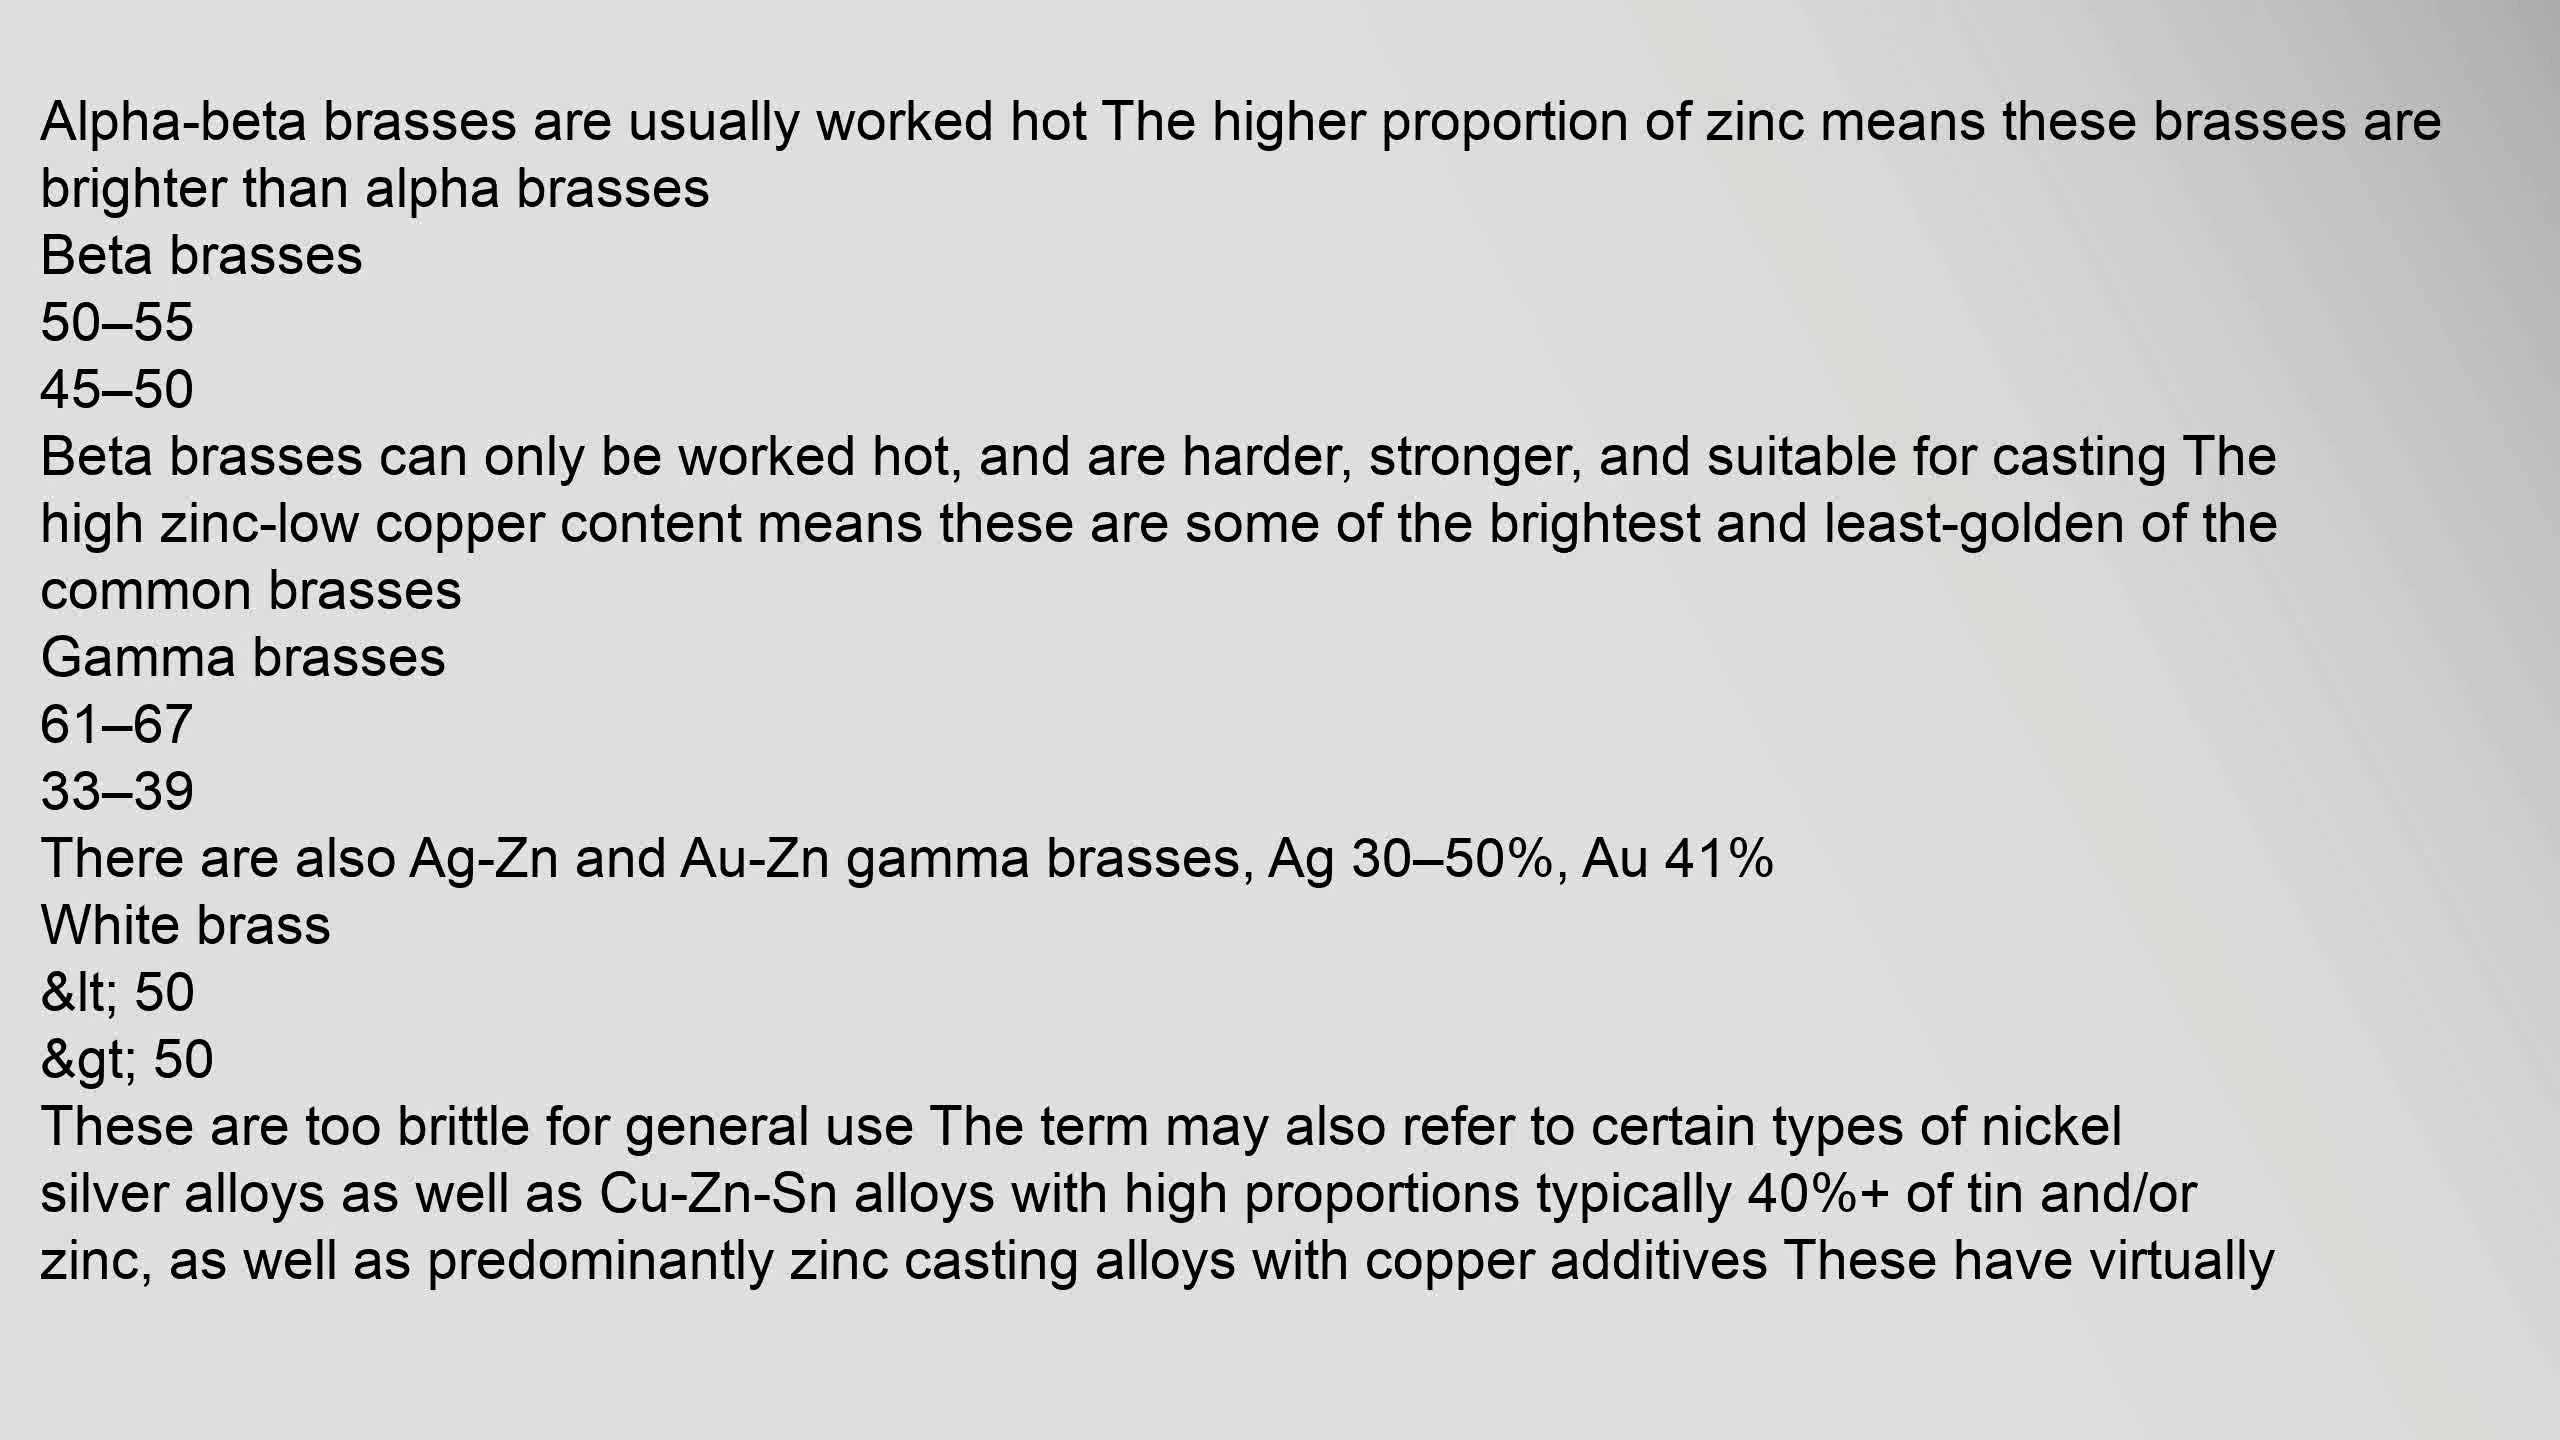 Alpha-beta brasses are usually worked hot The higher proportion of zinc means these brasses are
brighter than alpha brasses
Beta brasses
50–55
45–50
Beta brasses can only be worked hot, and are harder, stronger, and suitable for casting The
high zinc-low copper content means these are some of the brightest and least-golden of the
common brasses
Gamma brasses
61–67
33–39
There are also Ag-Zn and Au-Zn gamma brasses, Ag 30–50%, Au 41%
White brass
&lt; 50
&gt; 50
These are too brittle for general use The term may also refer to certain types of nickel
silver alloys as well as Cu-Zn-Sn alloys with high proportions typically 40%+ of tin and/or
zinc, as well as predominantly zinc casting alloys with copper additives These have virtually